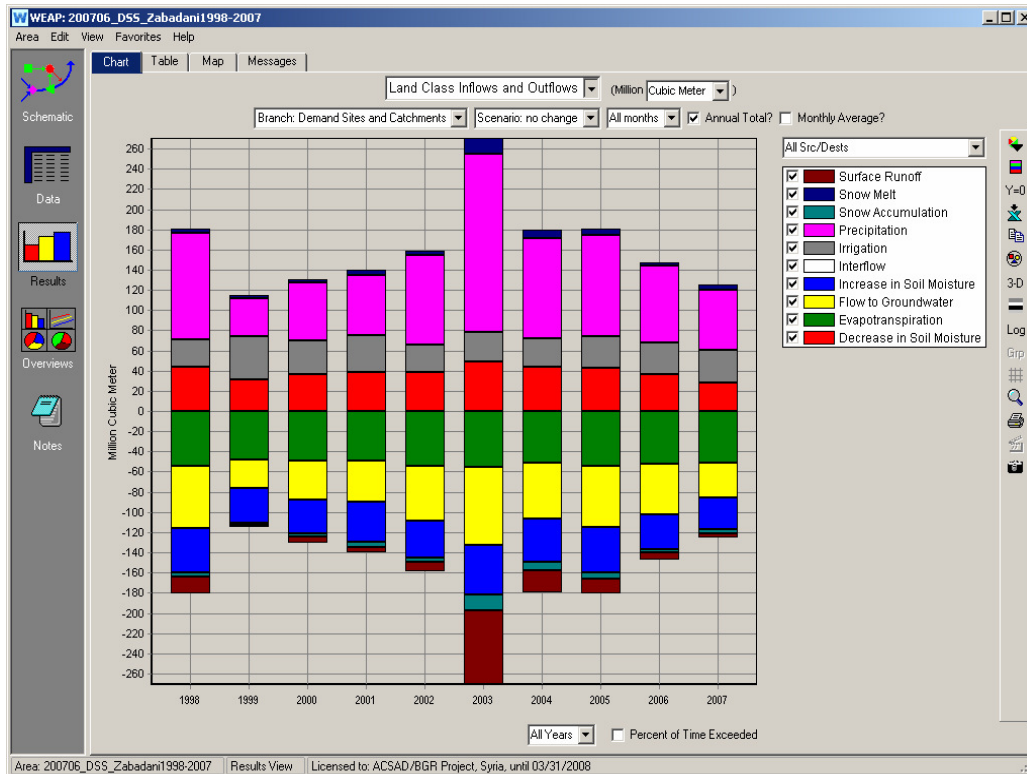 WEAP: 200706_DSS_Zabadani1998-2007
Area Edit View Favorites Help
Schematic
Data
Results
Overviews
Notes
Chart Table Map Messages
Land Class Inflows and Outflows (Million Cubic Meter )
Branch: Demand Sites and Catchments Scenario: no change All months Annual Total? Monthly Average?
Million Cubic Meter
260
240
220
200
180
160
140
120
100
80
60
40
20
0
-20
-40
-60
-80
-100
-120
-140
-160
-180
-200
-220
-240
-260
1998 1999 2000 2001 2002 2003 2004 2005 2006 2007
All Src/Dests
Surface Runoff
Snow Melt
Snow Accumulation
Precipitation
Irrigation
Interflow
Increase in Soil Moisture
Flow to Groundwater
Evapotranspiration
Decrease in Soil Moisture
Y=0
3-D
Log
Grp
All Years Percent of Time Exceeded
Area: 200706_DSS_Zabadani1998-2007 Results View Licensed to: ACSAD/BGR Project, Syria, until 03/31/2008